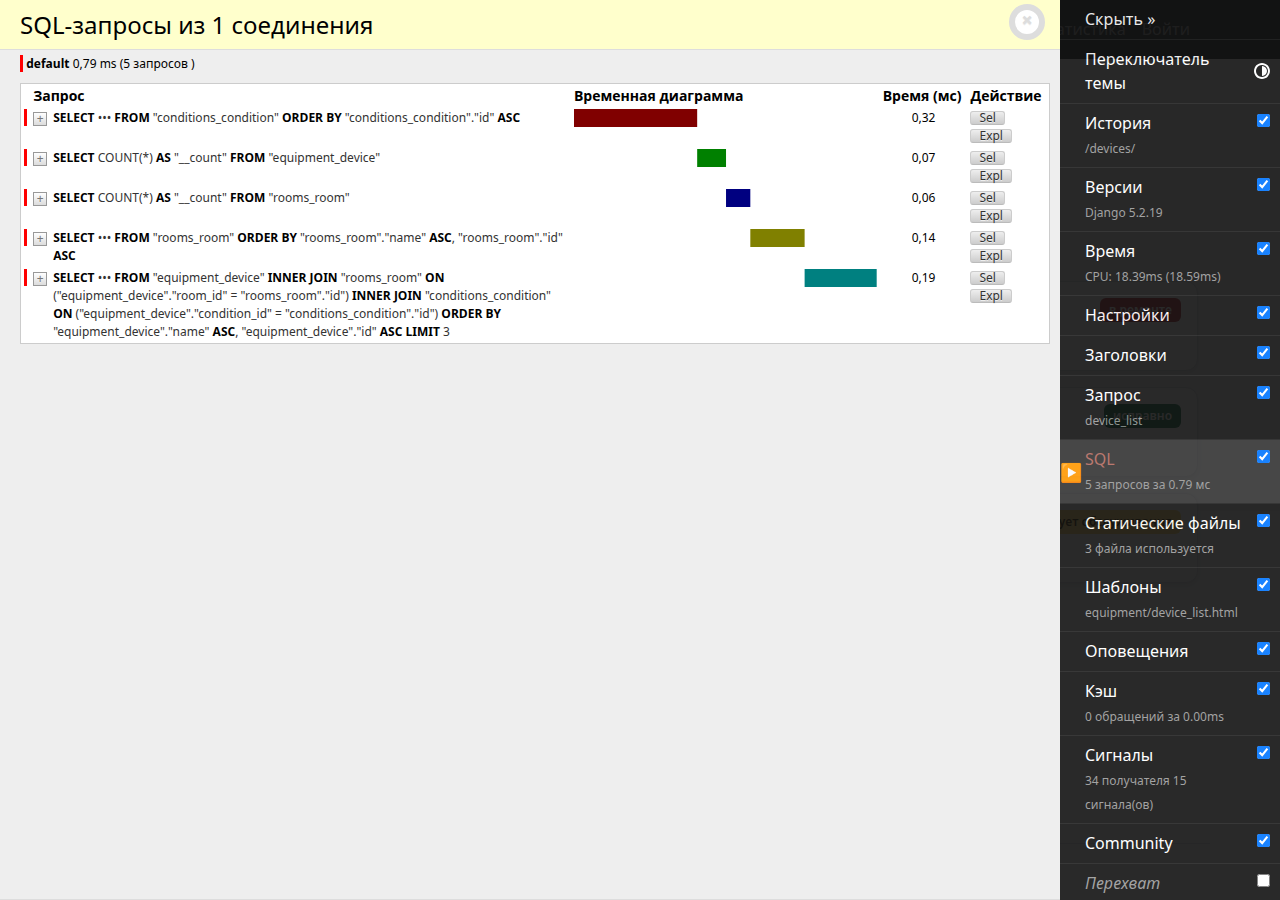 SQL-запросы из 1 соединения
default 0,79 ms (5 запросов )
Запрос Временная диаграмма Время (мс) Действие
+ SELECT ••• FROM "conditions_condition" ORDER BY "conditions_condition"."id" ASC 0,32 Sel
Expl
+ SELECT COUNT(*) AS "__count" FROM "equipment_device" 0,07 Sel
Expl
+ SELECT COUNT(*) AS "__count" FROM "rooms_room" 0,06 Sel
Expl
+ SELECT ••• FROM "rooms_room" ORDER BY "rooms_room"."name" ASC, "rooms_room"."id" 0,14 Sel
ASC Expl
+ SELECT ••• FROM "equipment_device" INNER JOIN "rooms_room" ON 0,19 Sel
("equipment_device"."room_id" = "rooms_room"."id") INNER JOIN "conditions_condition" Expl
ON ("equipment_device"."condition_id" = "conditions_condition"."id") ORDER BY
"equipment_device"."name" ASC, "equipment_device"."id" ASC LIMIT 3
Скрыть »
Войти
Переключатель
темы
История
/devices/
Версии
Django 5.2.19
Время
CPU: 18.39ms (18.59ms)
Настройки
Заголовки
Запрос
device_list
SQL
5 запросов за 0.79 мс
Статические файлы
3 файла используется
Шаблоны
equipment/device_list.html
Оповещения
Кэш
0 обращений за 0.00ms
Сигналы
34 получателя 15
сигнала(ов)
Community
Перехват